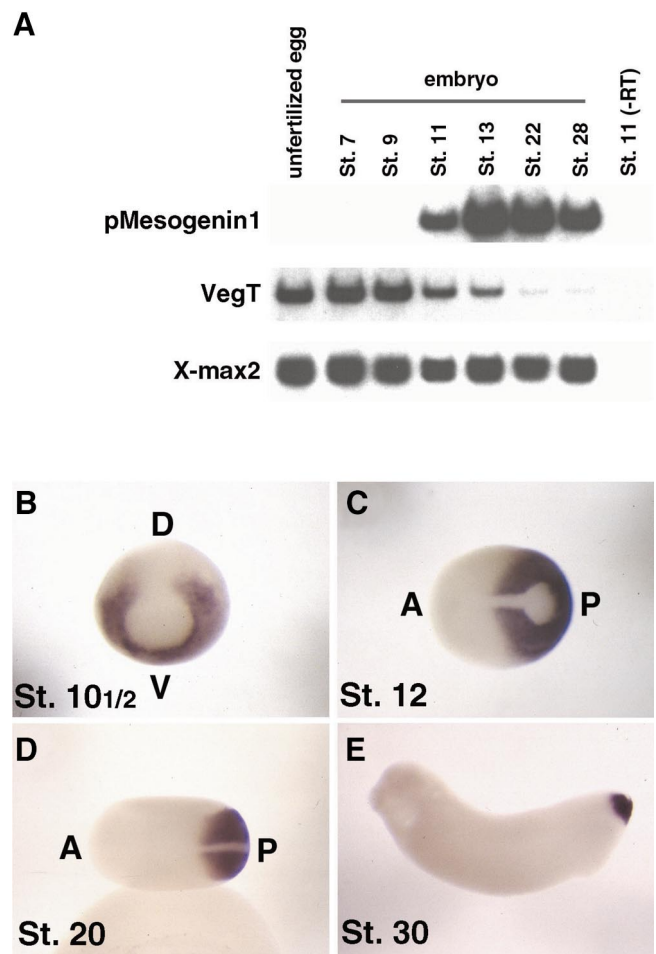 A
unfertilized egg
embryo
St. 7
St. 9
St. 11
St. 13
St. 22
St. 28
St. 11 (-RT)
pMesogenin1
VegT
X-max2
B
D
V
St. 101/2
C
A
P
St. 12
D
A
P
St. 20
E
St. 30